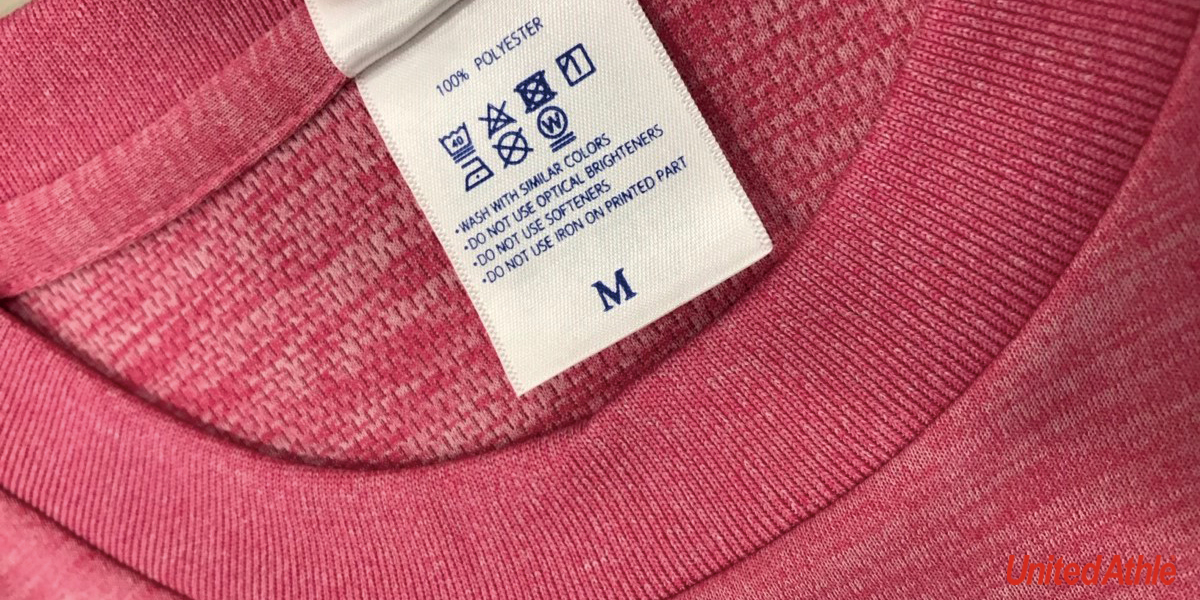 100% POLYESTER
40
W
•WASH WITH SIMILAR COLORS
•DO NOT USE OPTICAL BRIGHTENERS
•DO NOT USE SOFTENERS
•DO NOT USE IRON ON PRINTED PART
M
United Athle